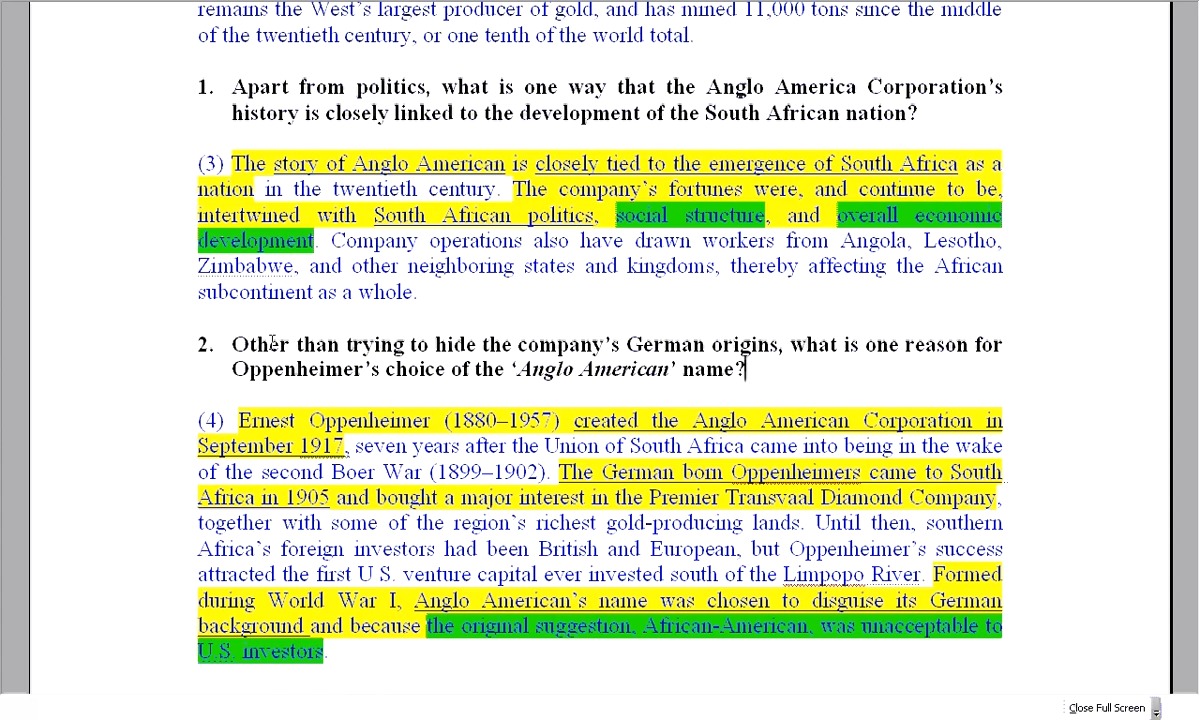 remains the West's largest producer of gold, and has mined 11,000 tons since the middle
of the twentieth century, or one tenth of the world total.
1. Apart from politics, what is one way that the Anglo America Corporation's
history is closely linked to the development of the South African nation?
(3) The story of Anglo American is closely tied to the emergence of South Africa as a
nation in the twentieth century. The company's fortunes were, and continue to be,
intertwined with South African politics, social structure, and overall economic
development. Company operations also have drawn workers from Angola, Lesotho,
Zimbabwe, and other neighboring states and kingdoms, thereby affecting the African
subcontinent as a whole.
2. Other than trying to hide the company's German origins, what is one reason for
Oppenheimer's choice of the 'Anglo American' name?
(4) Ernest Oppenheimer (1880–1957) created the Anglo American Corporation in
September 1917, seven years after the Union of South Africa came into being in the wake
of the second Boer War (1899–1902). The German born Oppenheimers came to South
Africa in 1905 and bought a major interest in the Premier Transvaal Diamond Company,
together with some of the region's richest gold-producing lands. Until then, southern
Africa's foreign investors had been British and European, but Oppenheimer's success
attracted the first U S. venture capital ever invested south of the Limpopo River. Formed
during World War I, Anglo American's name was chosen to disguise its German
background and because the original suggestion, African-American, was unacceptable to
U.S. investors.
Close Full Screen